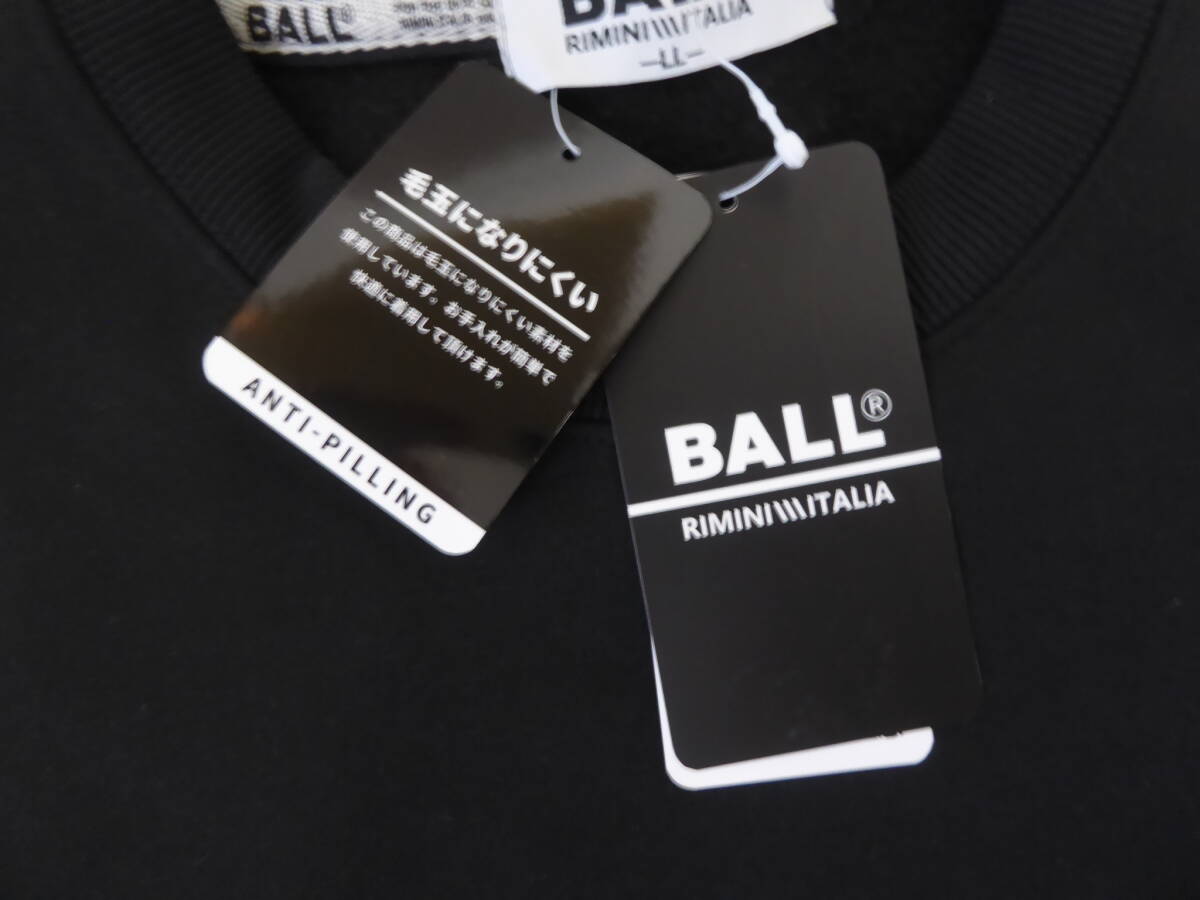 BALL®
BALL
RIMINI\\\ITALIA
—LL—
毛玉になりにくい
この商品は毛玉になりにくい素材を
使用しています。お手入れが簡単で
快適に着用して頂けます。
ANTI-PILLING
BALL®
RIMINI\\\ITALIA